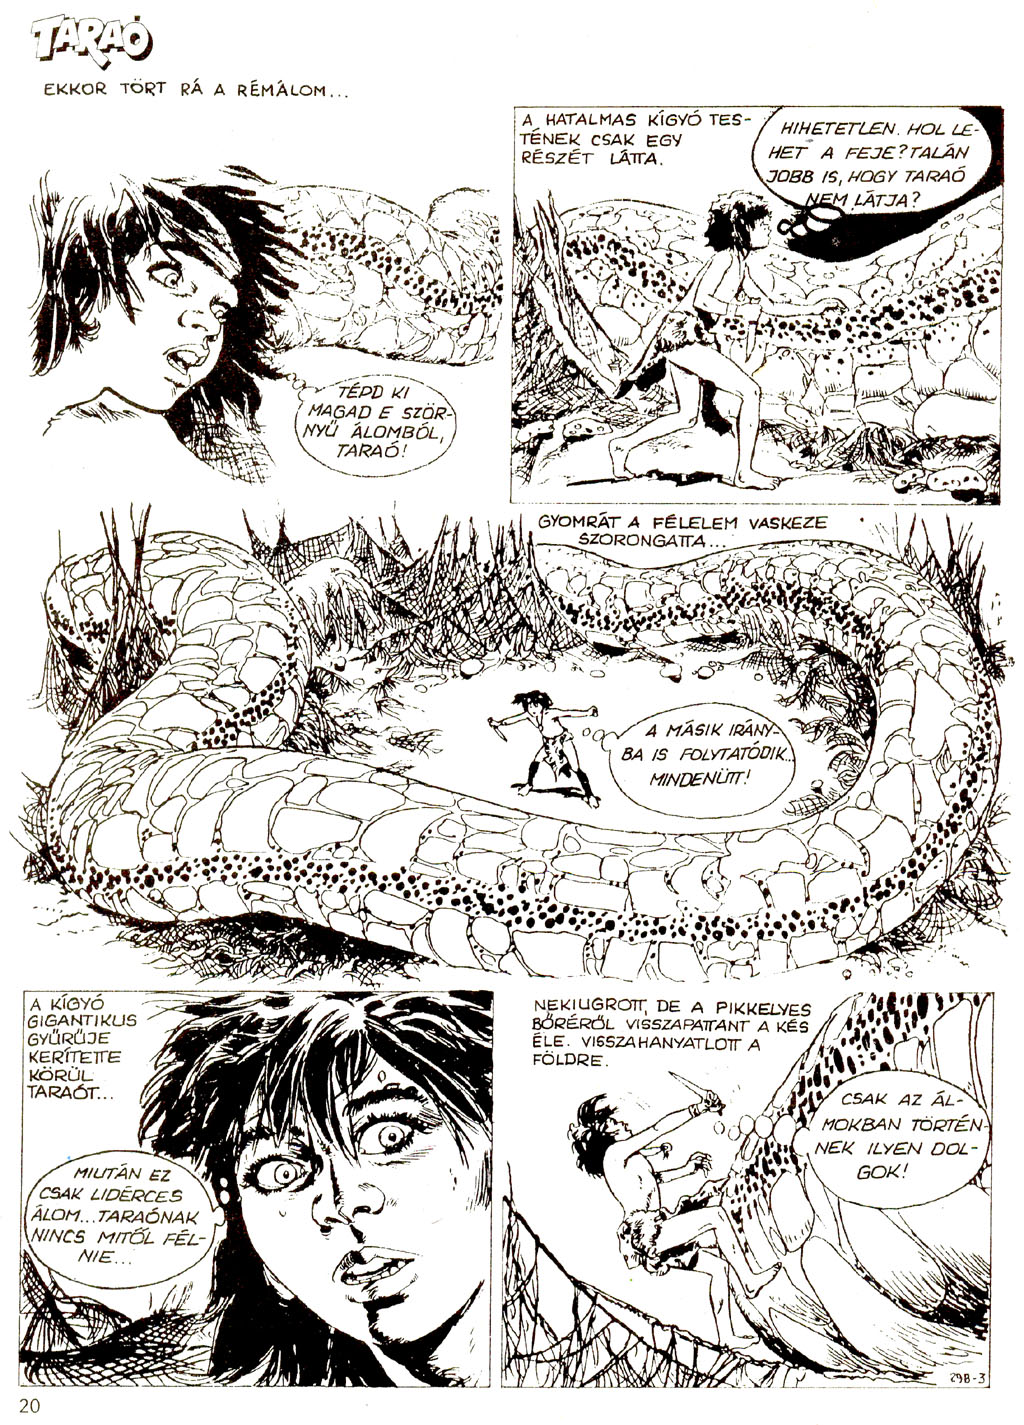 TARAÓ
EKKOR TÖRT RÁ A RÉMÁLOM...
TÉPD KI
MAGAD E SZÖR-
NYŰ ÁLOMBÓL,
TARAÓ!
A HATALMAS KÍGYÓ TES-
TÉNEK CSAK EGY
RÉSZÉT LÁTTA.
HIHETETLEN. HOL LE-
HET A FEJE? TALÁN
JOBB IS, HOGY TARAÓ
NEM LÁTJA?
GYOMRÁT A FÉLELEM VASKEZE
SZORONGATTA...
A MÁSIK IRÁNY-
BA IS FOLYTATÓDIK...
MINDENÜTT!
A KÍGYÓ
GIGANTIKUS
GYŰRŰJE
KERÍTETTE
KÖRÜL
TARAÓT...
MIUTÁN EZ
CSAK LIDÉRCES
ÁLOM...TARAÓNAK
NINCS MITŐL FÉL-
NIE...
NEKIUGROTT, DE A PIKKELYES
BŐRÉRŐL VISSZAPATTANT A KÉS
ÉLE. VISSZAHANYATLOTT A
FÖLDRE.
CSAK AZ ÁL-
MOKBAN TÖRTÉN-
NEK ILYEN DOL-
GOK!
298-3
20